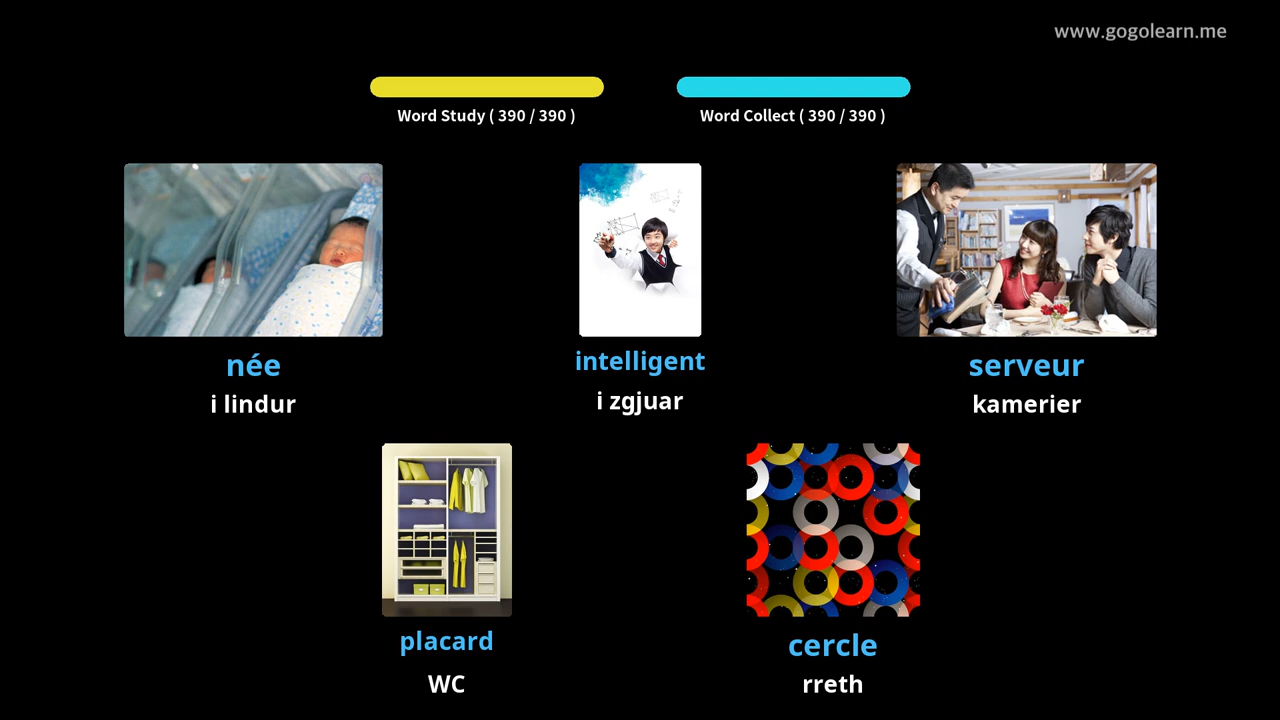 www.gogolearn.me
Word Study ( 390 / 390 )
Word Collect ( 390 / 390 )
née
i lindur
intelligent
i zgjuar
serveur
kamerier
placard
WC
cercle
rreth